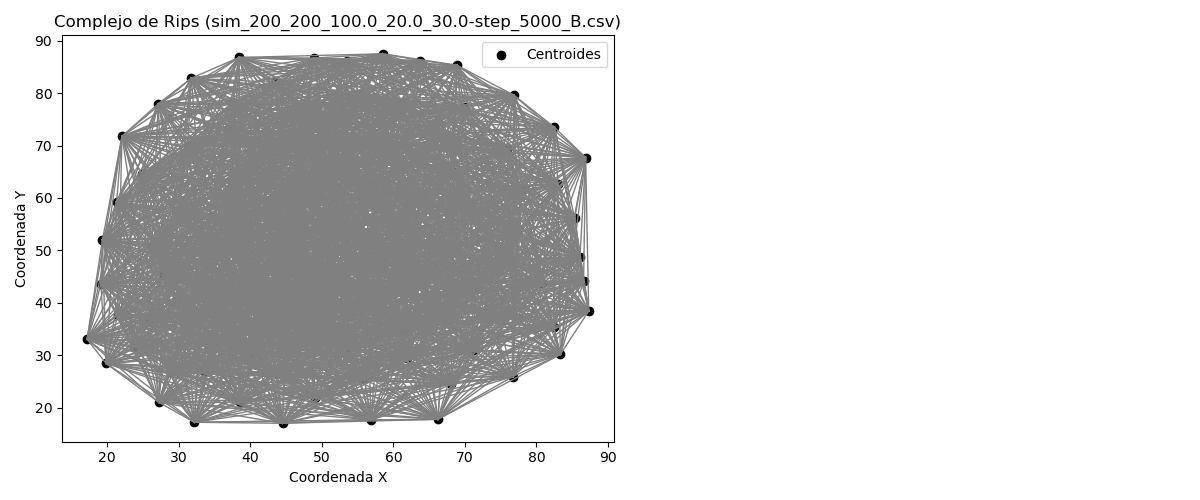 Complejo de Rips (sim_200_200_100.0_20.0_30.0-step_5000_B.csv)
90
80
70
60
50
40
30
20
Coordenada Y
Centroides
20 30 40 50 60 70 80 90
Coordenada X